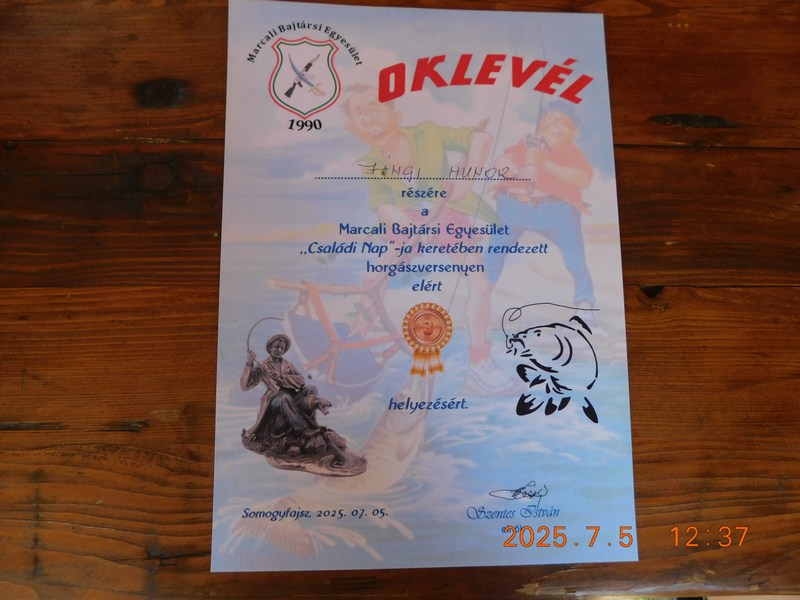 Marcali Bajtársi Egyesület
1990
OKLEVÉL
HUNOR
részére
a
Marcali Bajtársi Egyesület
,,Családi Nap"-ja keretében rendezett
horgászversenyen
elért
3
helyezésért.
Somogyfajsz, 2025. 07. 05.
Szentes István
2025.7.5 12:37